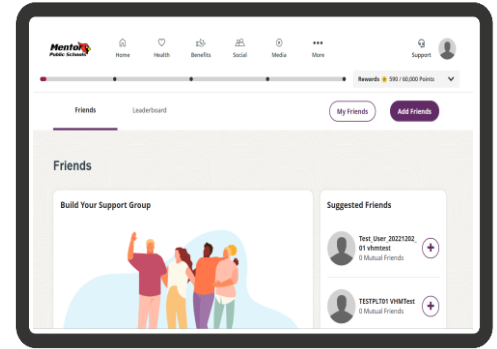 Mentor
Public Schools
Home
Health
Benefits
Social
Media
More
Support
Rewards 590 / 60,000 Points
Friends
Leaderboard
My Friends
Add Friends
Friends
Build Your Support Group
Suggested Friends
Test_User_20221202_
01 vhmtest
0 Mutual Friends
TESTPLT01 VHMTest
0 Mutual Friends